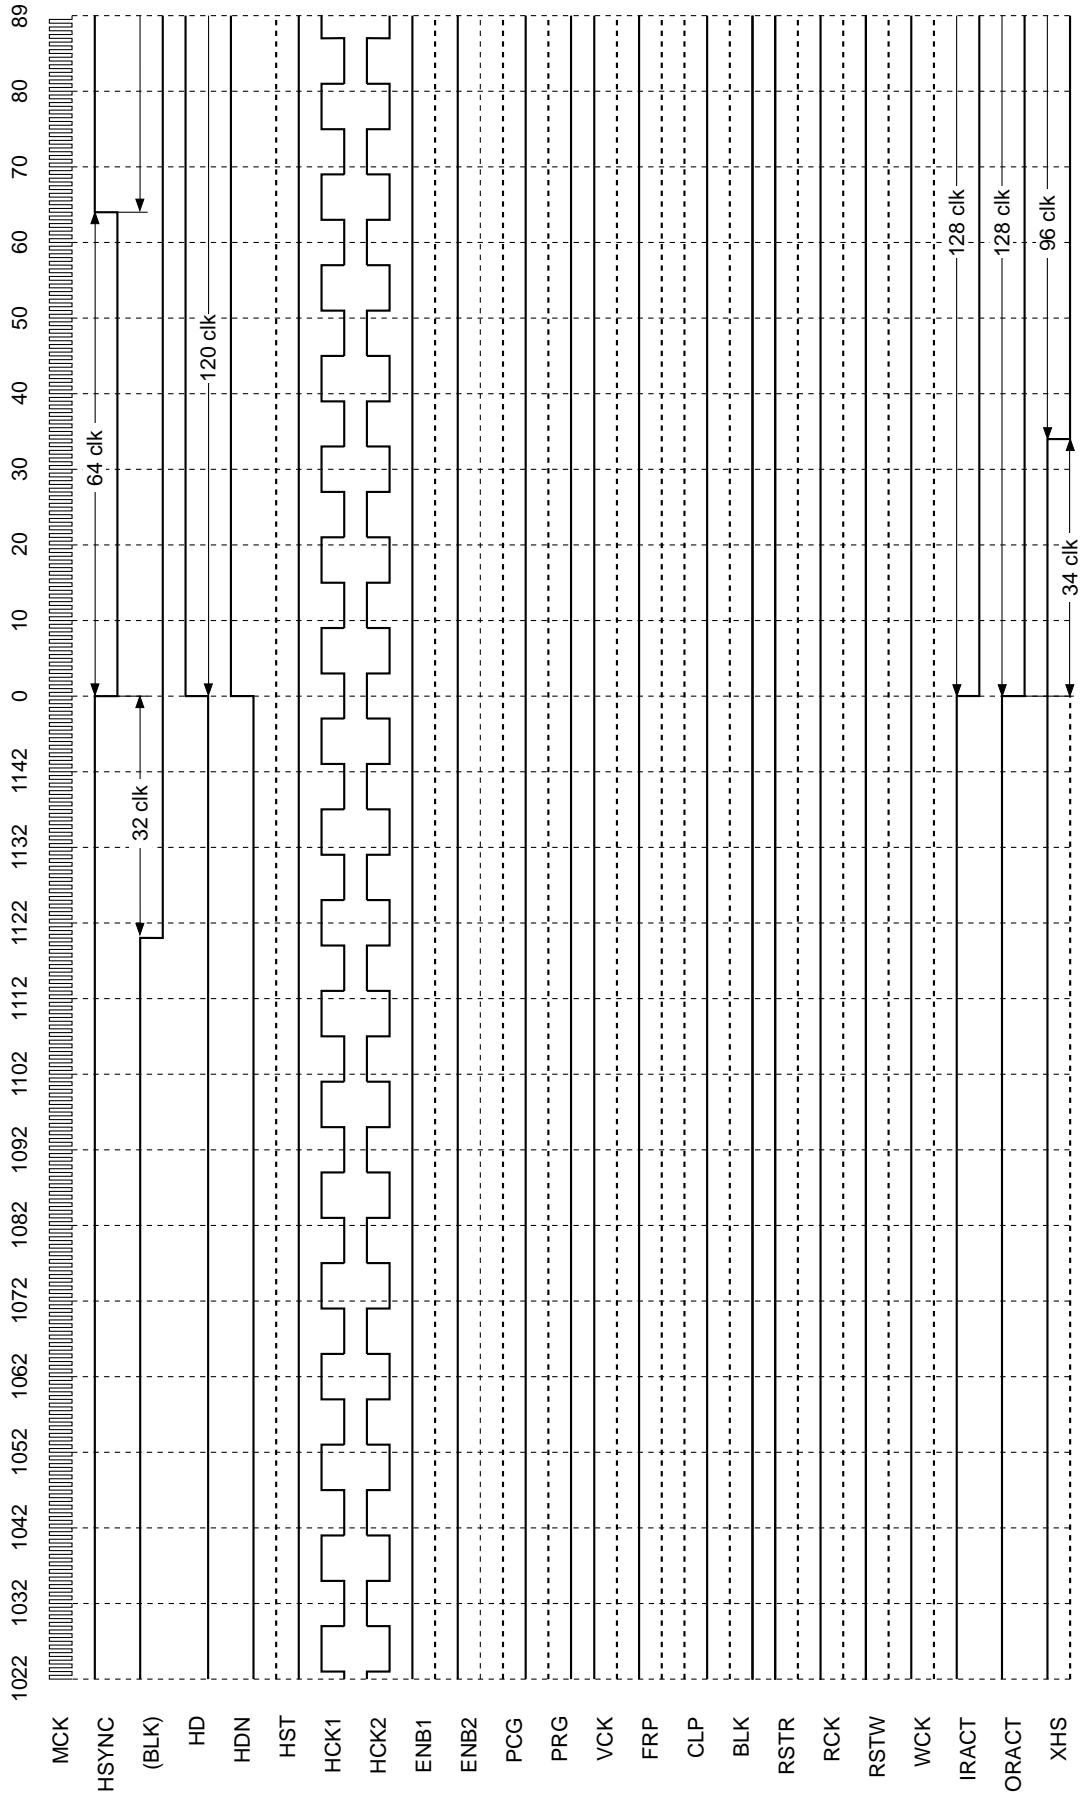 1022 1032 1042 1052 1062 1072 1082 1092 1102 1112 1122 1132 1142 0 10 20 30 40 50 60 70 80 89
MCK
HSYNC 64 clk
(BLK) 32 clk
HD 120 clk
HDN
HST
HCK1
HCK2
ENB1
ENB2
PCG
PRG
VCK
FRP
CLP
BLK
RSTR
RCK
RSTW
WCK
IRACT 128 clk
ORACT 128 clk
XHS 96 clk
34 clk